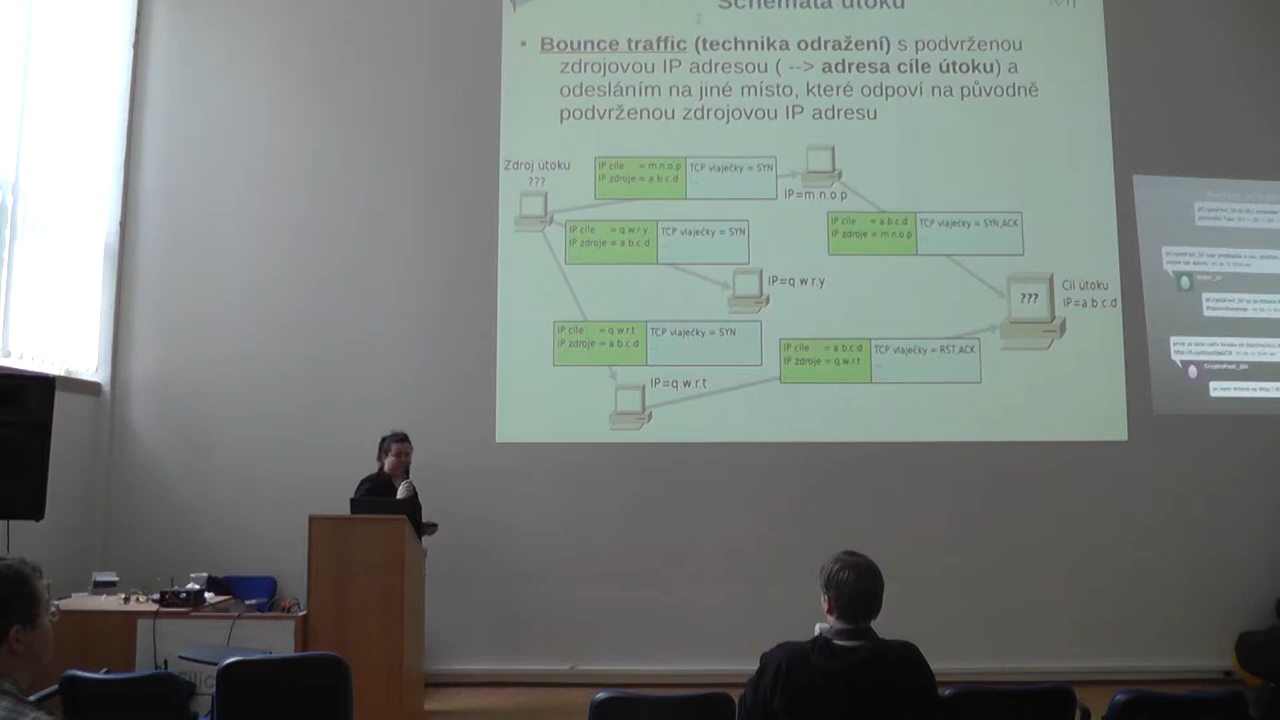 Schémata útoku
• Bounce traffic (technika odražení) s podvrženou
zdrojovou IP adresou ( --> adresa cíle útoku) a
odesláním na jiné místo, které odpoví na původně
podvrženou zdrojovou IP adresu
Zdroj útoku
???
IP cíle = m.n.o.p
IP zdroje = a.b.c.d
TCP vlaječky = SYN
...
IP=m.n.o.p
IP cíle = q.w.r.y
IP zdroje = a.b.c.d
TCP vlaječky = SYN
...
IP cíle = a.b.c.d
IP zdroje = m.n.o.p
TCP vlaječky = SYN,ACK
...
IP=q.w.r.y
???
Cíl útoku
IP=a.b.c.d
IP cíle = q.w.r.t
IP zdroje = a.b.c.d
TCP vlaječky = SYN
...
IP cíle = a.b.c.d
IP zdroje = q.w.r.t
TCP vlaječky = RST,ACK
...
IP=q.w.r.t